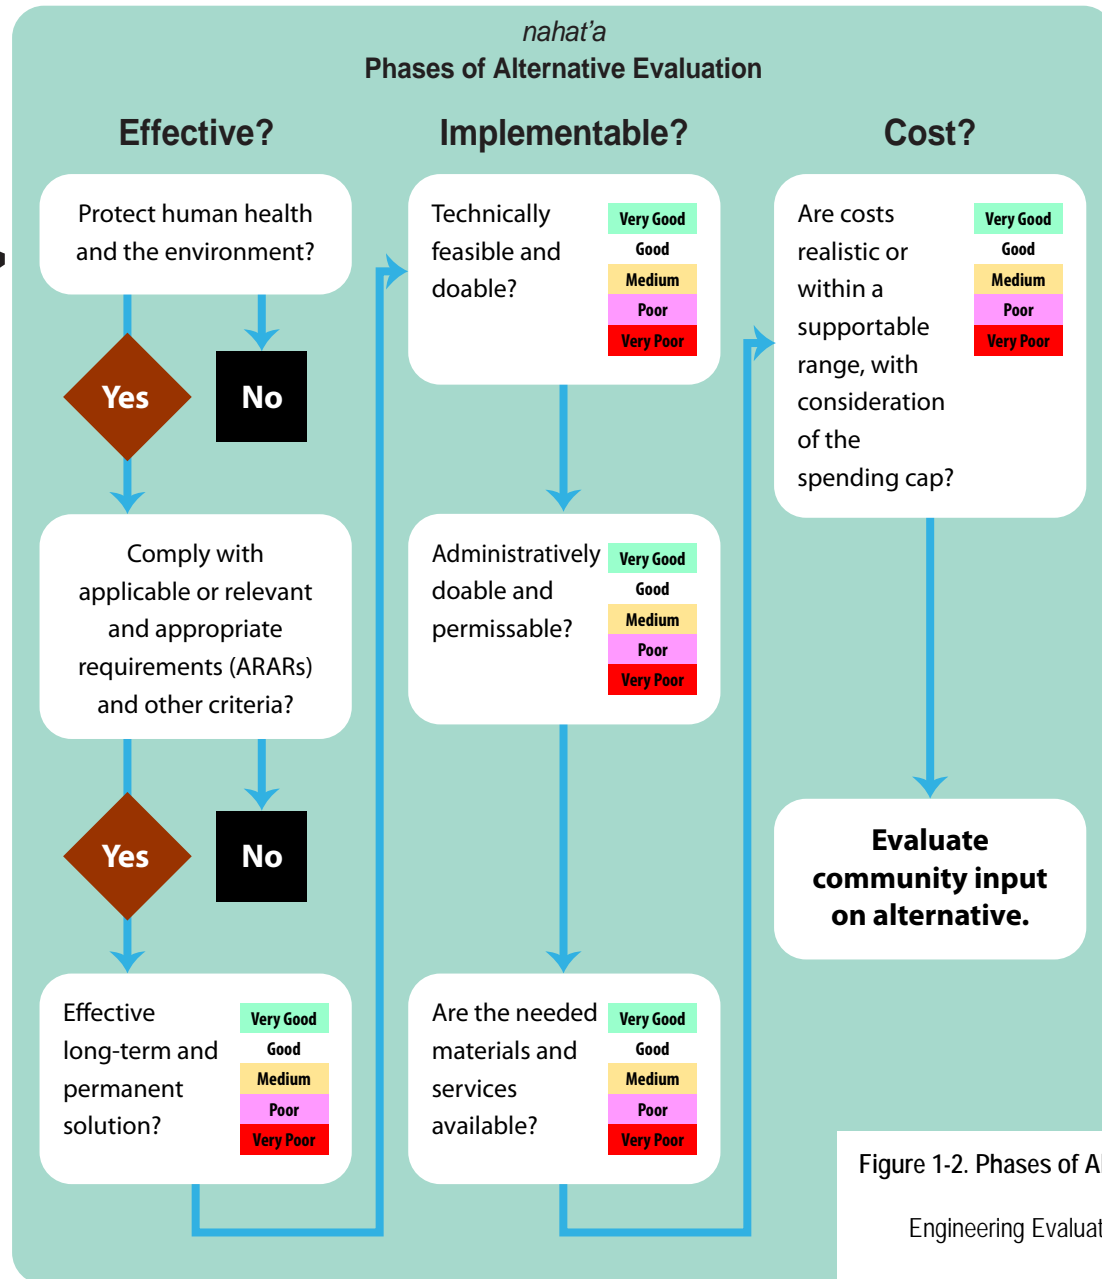 nahat’a
Phases of Alternative Evaluation
Effective?
Protect human health
and the environment?
Yes
No
Comply with
applicable or relevant
and appropriate
requirements (ARARs)
and other criteria?
Yes
No
Effective
long-term and
permanent
solution?
Very Good
Good
Medium
Poor
Very Poor
Implementable?
Technically
feasible and
doable?
Very Good
Good
Medium
Poor
Very Poor
Administratively
doable and
permissable?
Very Good
Good
Medium
Poor
Very Poor
Are the needed
materials and
services
available?
Very Good
Good
Medium
Poor
Very Poor
Cost?
Are costs
realistic or
within a
supportable
range, with
consideration
of the
spending cap?
Very Good
Good
Medium
Poor
Very Poor
Evaluate
community input
on alternative.
Figure 1-2. Phases of
Engineering